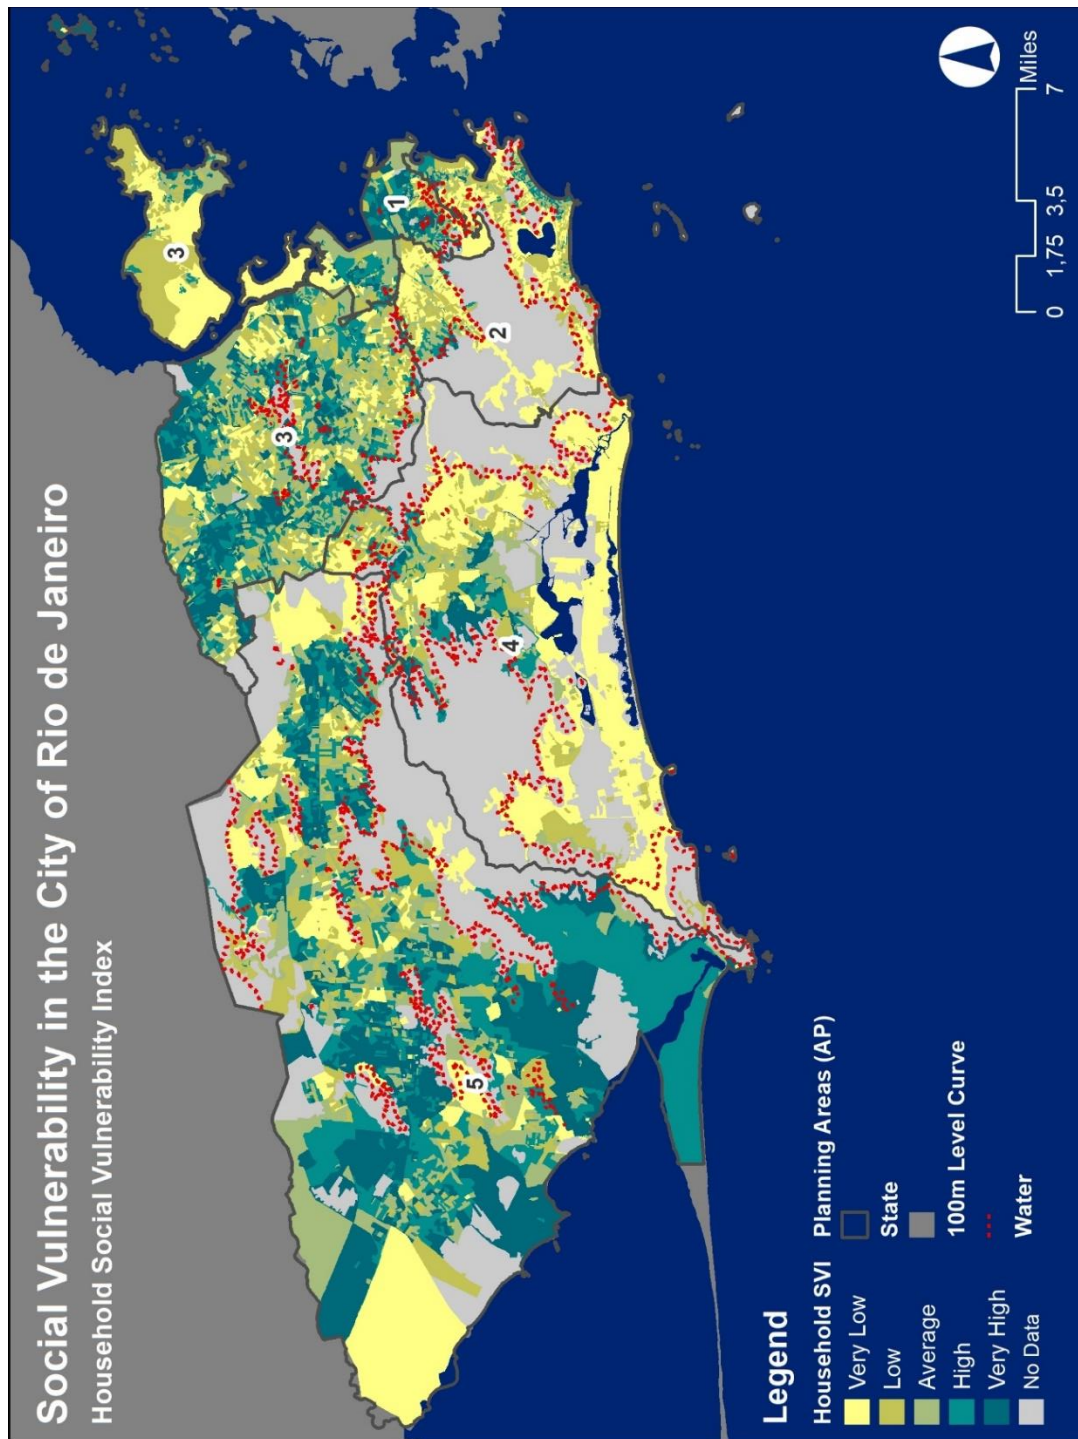 Social Vulnerability in the City of Rio de Janeiro
Household Social Vulnerability Index
3
3
1
2
4
5
Legend
Household SVI
Very Low
Low
Average
High
Very High
No Data
Planning Areas (AP)
State
100m Level Curve
Water
0 1,75 3,5 7
Miles